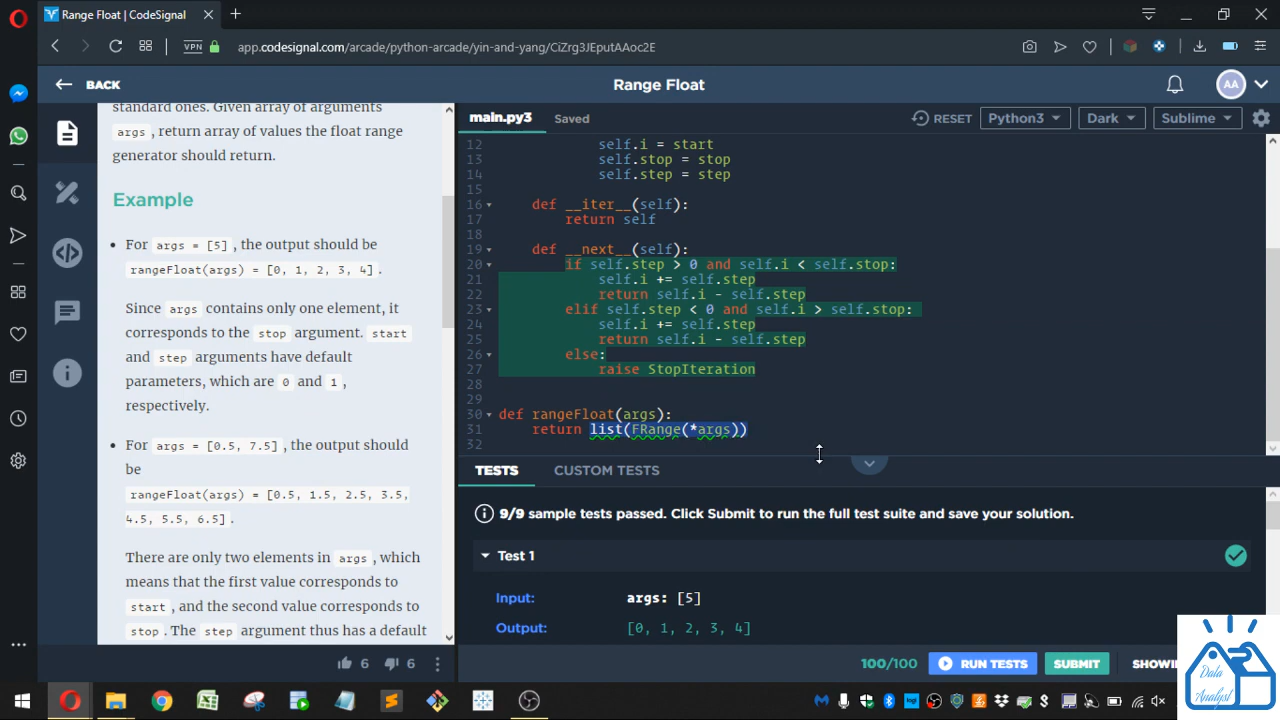 Range Float | CodeSignal
VPN
app.codesignal.com/arcade/python-arcade/yin-and-yang/CiZrg3JEputAAoc2E
BACK
Range Float
AA
standard ones. Given array of arguments
args , return array of values the float range
generator should return.
Example
• For args = [5] , the output should be
rangeFloat(args) = [0, 1, 2, 3, 4] .
Since args contains only one element, it
corresponds to the stop argument. start
and step arguments have default
parameters, which are 0 and 1 ,
respectively.
• For args = [0.5, 7.5] , the output should
be
rangeFloat(args) = [0.5, 1.5, 2.5, 3.5,
4.5, 5.5, 6.5] .
There are only two elements in args , which
means that the first value corresponds to
start , and the second value corresponds to
stop . The step argument thus has a default
6 6
main.py3 Saved
RESET Python3 Dark Sublime
12 self.i = start
13 self.stop = stop
14 self.step = step
15
16 def __iter__(self):
17 return self
18
19 def __next__(self):
20 if self.step > 0 and self.i < self.stop:
21 self.i += self.step
22 return self.i - self.step
23 elif self.step < 0 and self.i > self.stop:
24 self.i += self.step
25 return self.i - self.step
26 else:
27 raise StopIteration
28
29
30 def rangeFloat(args):
31 return list(FRange(*args))
32
TESTS CUSTOM TESTS
9/9 sample tests passed. Click Submit to run the full test suite and save your solution.
Test 1
Input: args: [5]
Output: [0, 1, 2, 3, 4]
100/100 RUN TESTS SUBMIT SHOWI
Data
Analyst